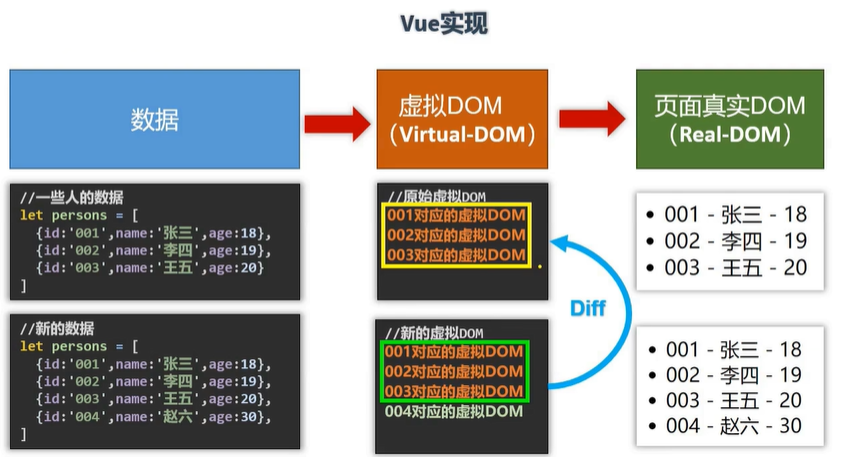 Vue实现
数据
虚拟DOM
（Virtual-DOM）
页面真实DOM
（Real-DOM）
//一些人的数据
let persons = [
{id:'001',name:'张三',age:18},
{id:'002',name:'李四',age:19},
{id:'003',name:'王五',age:20}
]
//原始虚拟DOM
001对应的虚拟DOM
002对应的虚拟DOM
003对应的虚拟DOM
• 001 - 张三 - 18
• 002 - 李四 - 19
• 003 - 王五 - 20
Diff
//新的数据
let persons = [
{id:'001',name:'张三',age:18},
{id:'002',name:'李四',age:19},
{id:'003',name:'王五',age:20},
{id:'004',name:'赵六',age:30},
]
//新的虚拟DOM
001对应的虚拟DOM
002对应的虚拟DOM
003对应的虚拟DOM
004对应的虚拟DOM
• 001 - 张三 - 18
• 002 - 李四 - 19
• 003 - 王五 - 20
• 004 - 赵六 - 30